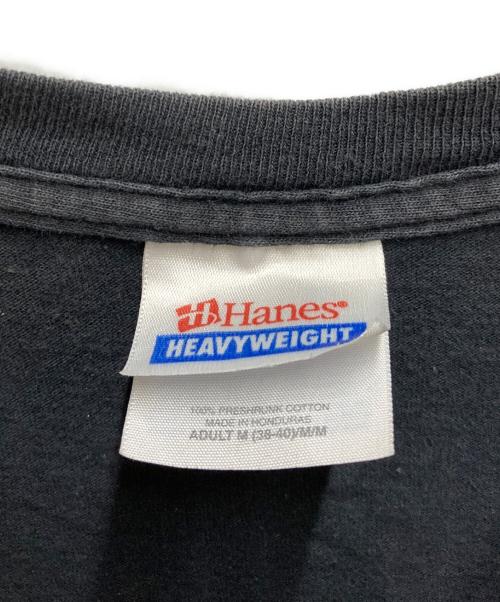 Hanes®
HEAVYWEIGHT
100% PRESHRUNK COTTON
MADE IN HONDURAS
ADULT M (38-40)/M/M